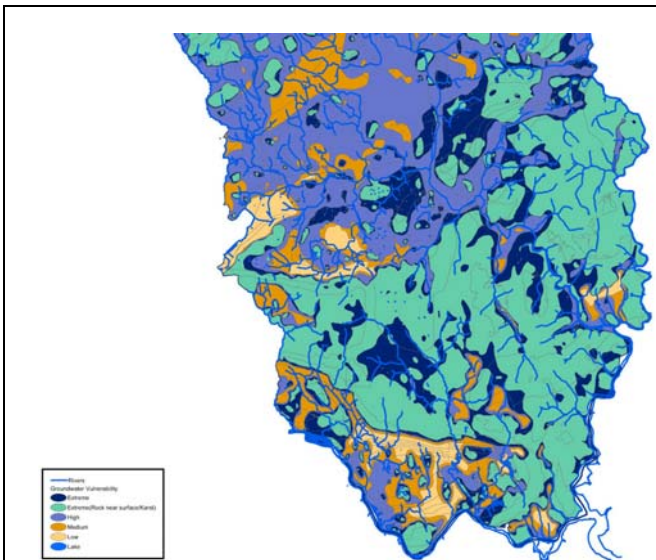 Rivers
Groundwater Vulnerability
Extreme
Extreme(Rock near surface/Karst)
High
Medium
Low
Lake